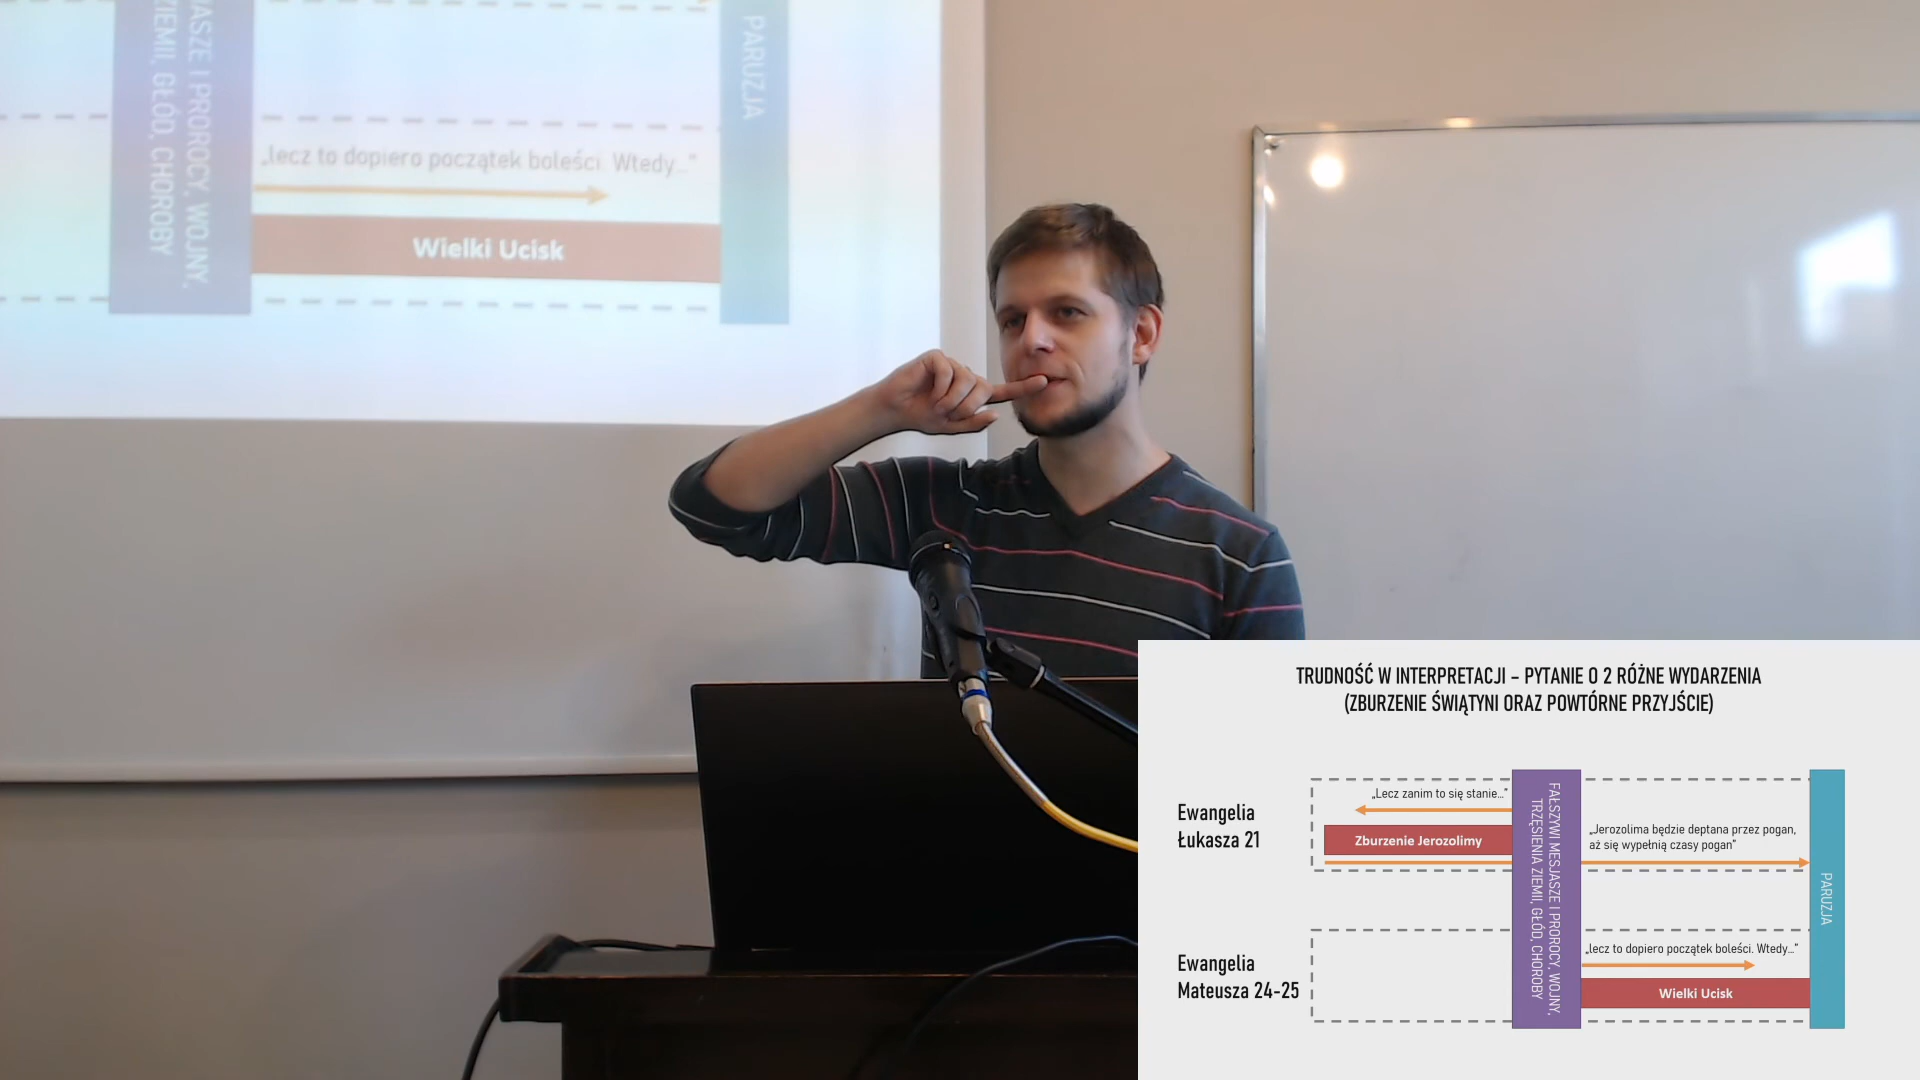 ZIEMI, GŁÓD, CHOROBY
JASZE I PROROCY, WOJNY,
PARUZJA
„lecz to dopiero początek boleści. Wtedy...”
Wielki Ucisk
TRUDNOŚĆ W INTERPRETACJI – PYTANIE O 2 RÓŻNE WYDARZENIA
(ZBURZENIE ŚWIĄTYNI ORAZ POWTÓRNE PRZYJŚCIE)
Ewangelia
Łukasza 21
„Lecz zanim to się stanie...”
Zburzenie Jerozolimy
FAŁSZYWI MESJASZE I PROROCY, WOJNY,
TRZĘSIENIA ZIEMII, GŁÓD, CHOROBY
„Jerozolima będzie deptana przez pogan,
aż się wypełnią czasy pogan”
PARUZJA
Ewangelia
Mateusza 24-25
„lecz to dopiero początek boleści. Wtedy...”
Wielki Ucisk